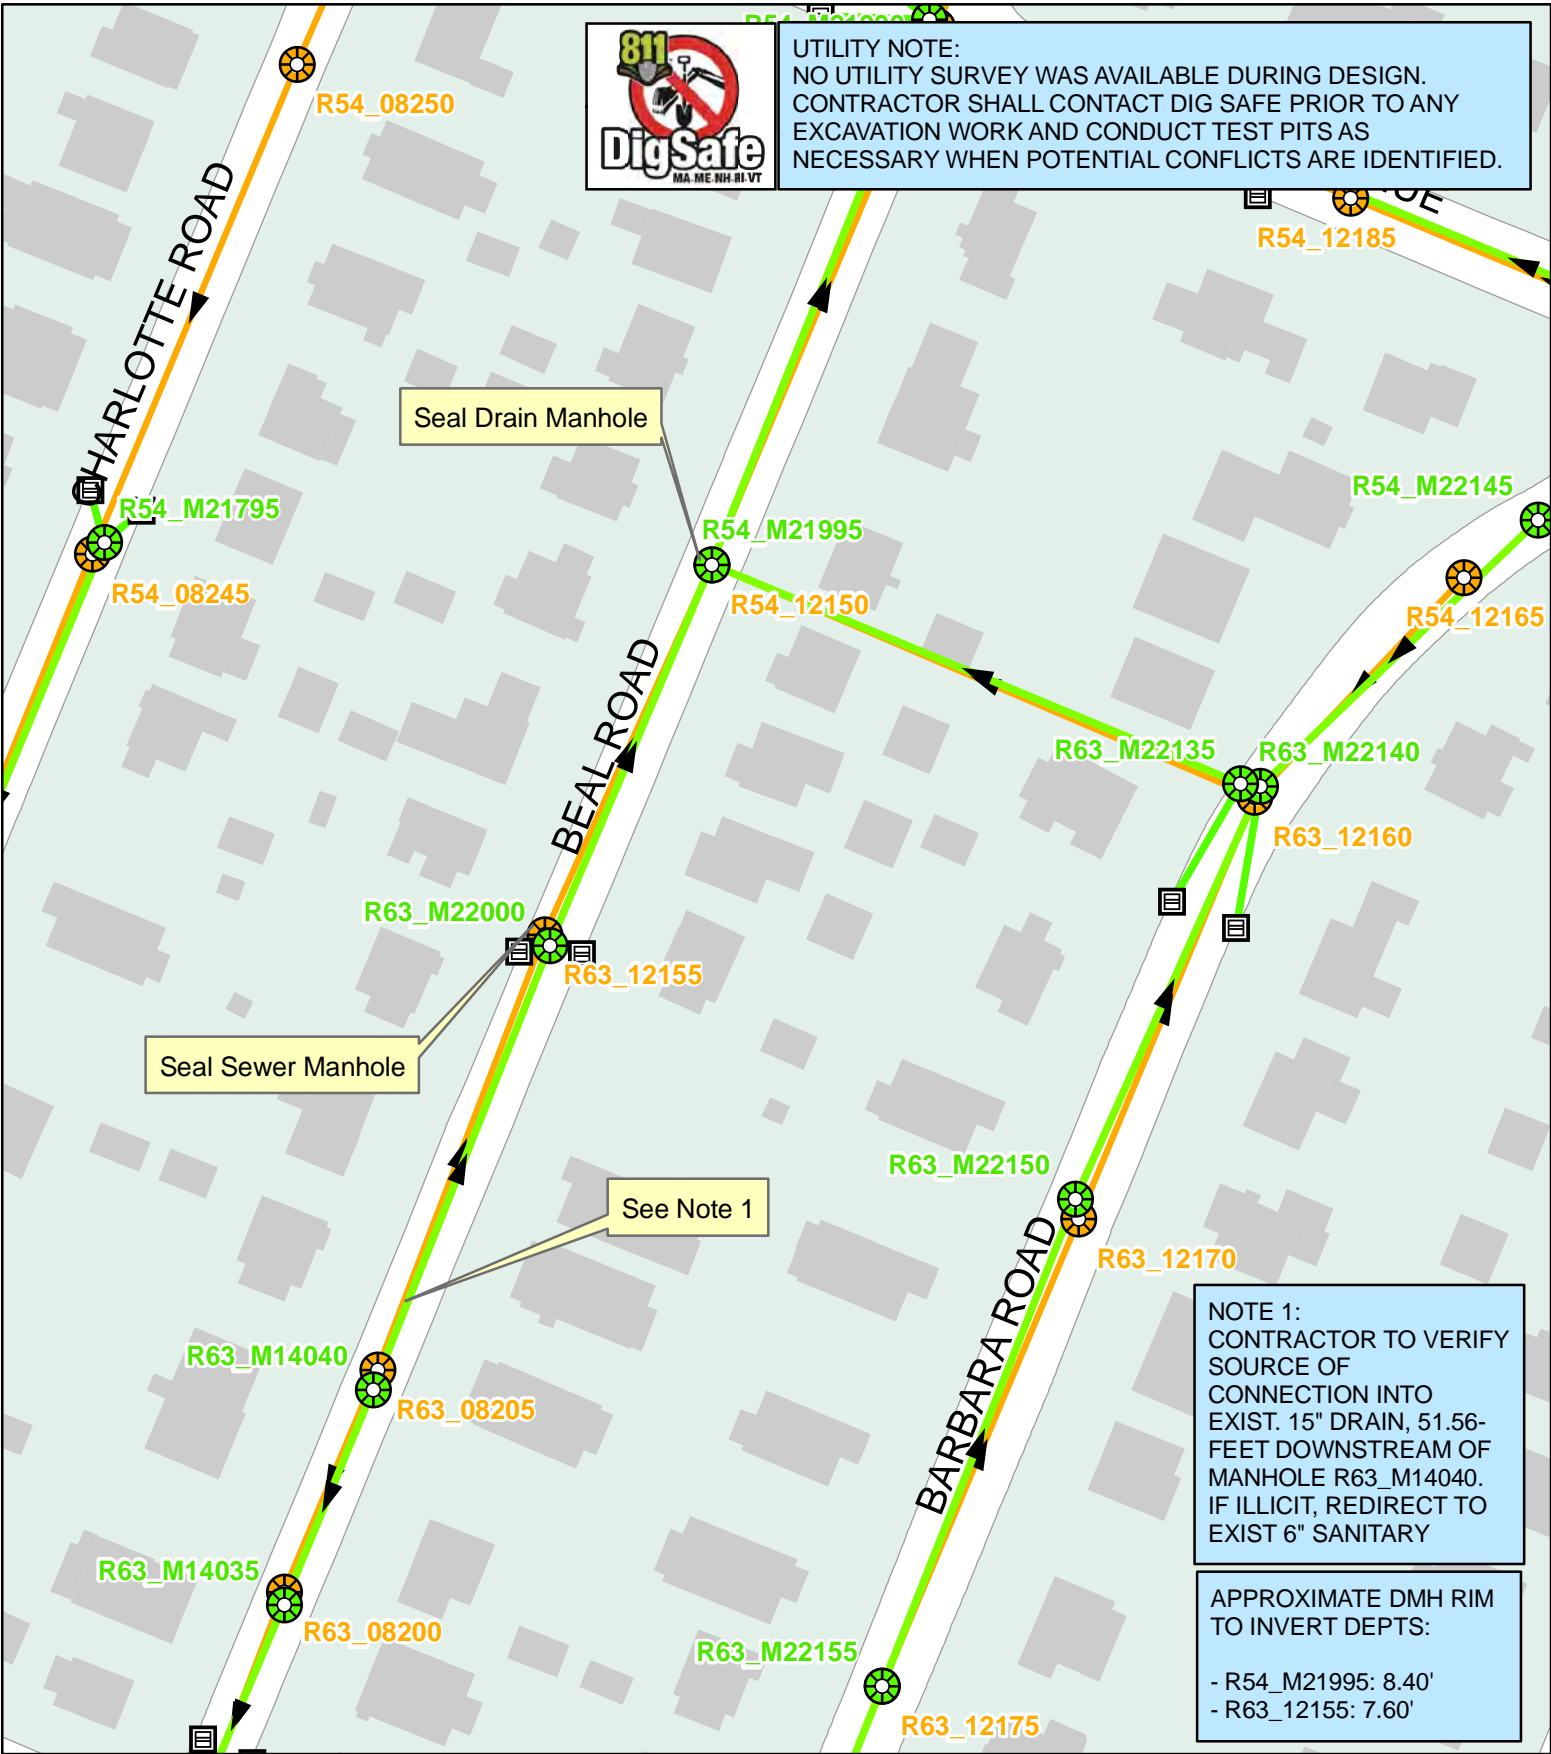 R54_M21990
811
DigSafe
MA-ME-NH-RI-VT
UTILITY NOTE:
NO UTILITY SURVEY WAS AVAILABLE DURING DESIGN.
CONTRACTOR SHALL CONTACT DIG SAFE PRIOR TO ANY
EXCAVATION WORK AND CONDUCT TEST PITS AS
NECESSARY WHEN POTENTIAL CONFLICTS ARE IDENTIFIED.
R54_08250
R54_12185
CHARLOTTE ROAD
Seal Drain Manhole
R54_M21795
R54_08245
R54_M21995
R54_12150
R54_M22145
R54_12165
BEAL ROAD
R63_M22135
R63_M22140
R63_12160
R63_M22000
R63_12155
Seal Sewer Manhole
R63_M22150
See Note 1
R63_12170
BARBARA ROAD
R63_M14040
R63_08205
NOTE 1:
CONTRACTOR TO VERIFY
SOURCE OF
CONNECTION INTO
EXIST. 15" DRAIN, 51.56-
FEET DOWNSTREAM OF
MANHOLE R63_M14040.
IF ILLICIT, REDIRECT TO
EXIST 6" SANITARY
R63_M14035
R63_08200
R63_M22155
R63_12175
APPROXIMATE DMH RIM
TO INVERT DEPTS:
- R54_M21995: 8.40'
- R63_12155: 7.60'